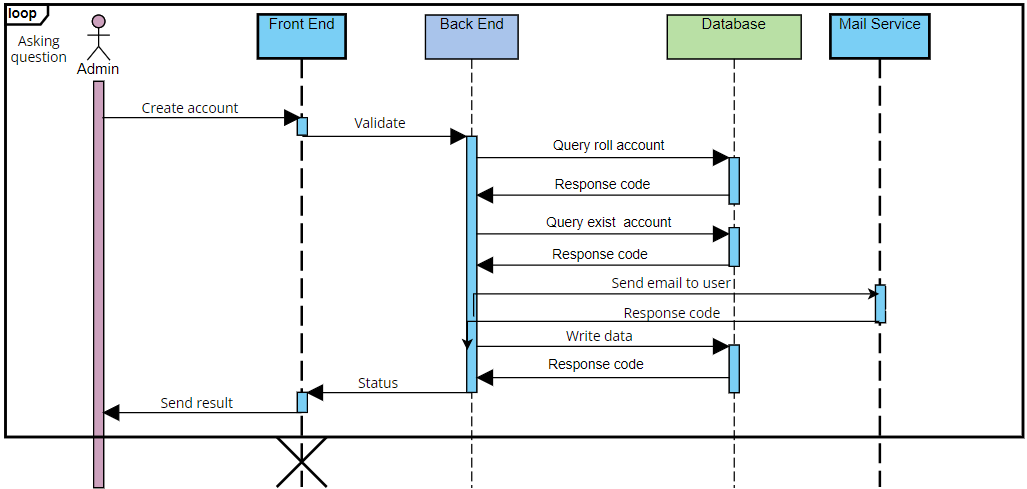 loop
Front End
Back End
Database
Mail Service
Asking
question
Admin
Create account
Validate
Query roll account
Response code
Query exist  account
Response code
Send email to user
Response code
Write data
Response code
Status
Send result